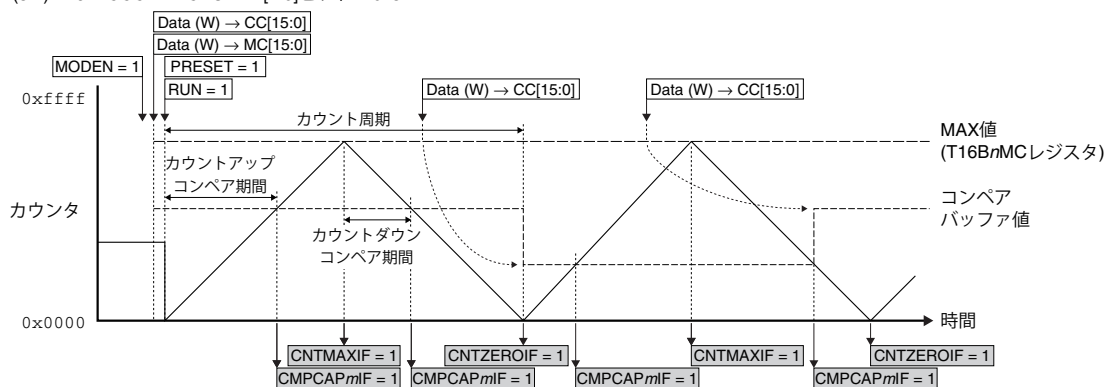 Data (W) → CC[15:0]
Data (W) → MC[15:0]
MODEN = 1
PRESET = 1
RUN = 1
Data (W) → CC[15:0]
Data (W) → CC[15:0]
0xffff
カウント周期
MAX値
(T16BnMCレジスタ)
カウントアップ
コンペア期間
カウンタ
コンペア
バッファ値
カウントダウン
コンペア期間
0x0000
時間
CNTMAXIF = 1
CNTZEROIF = 1
CNTMAXIF = 1
CNTZEROIF = 1
CMPCAPmIF = 1
CMPCAPmIF = 1
CMPCAPmIF = 1
CMPCAPmIF = 1